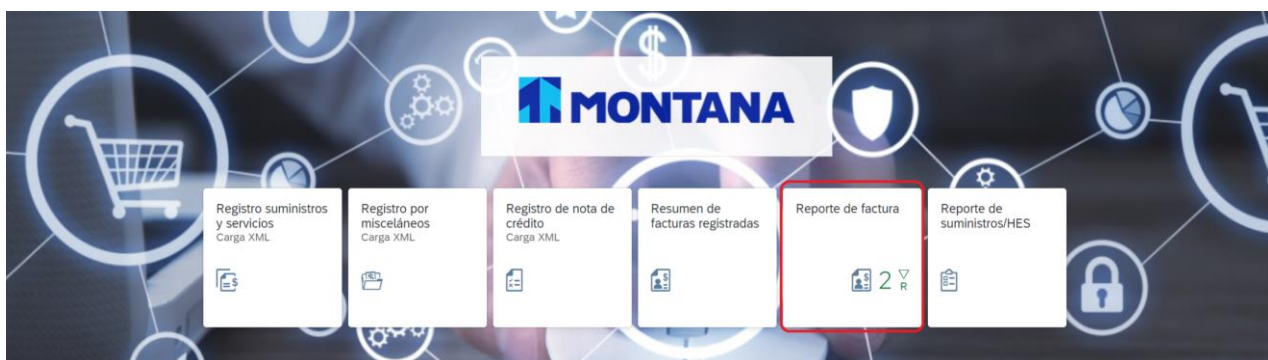 MONTANA
Registro suministros
y servicios
Carga XML
Registro por
misceláneos
Carga XML
Registro de nota de
crédito
Carga XML
Resumen de
facturas registradas
Reporte de factura
2
R
Reporte de
suministros/HES